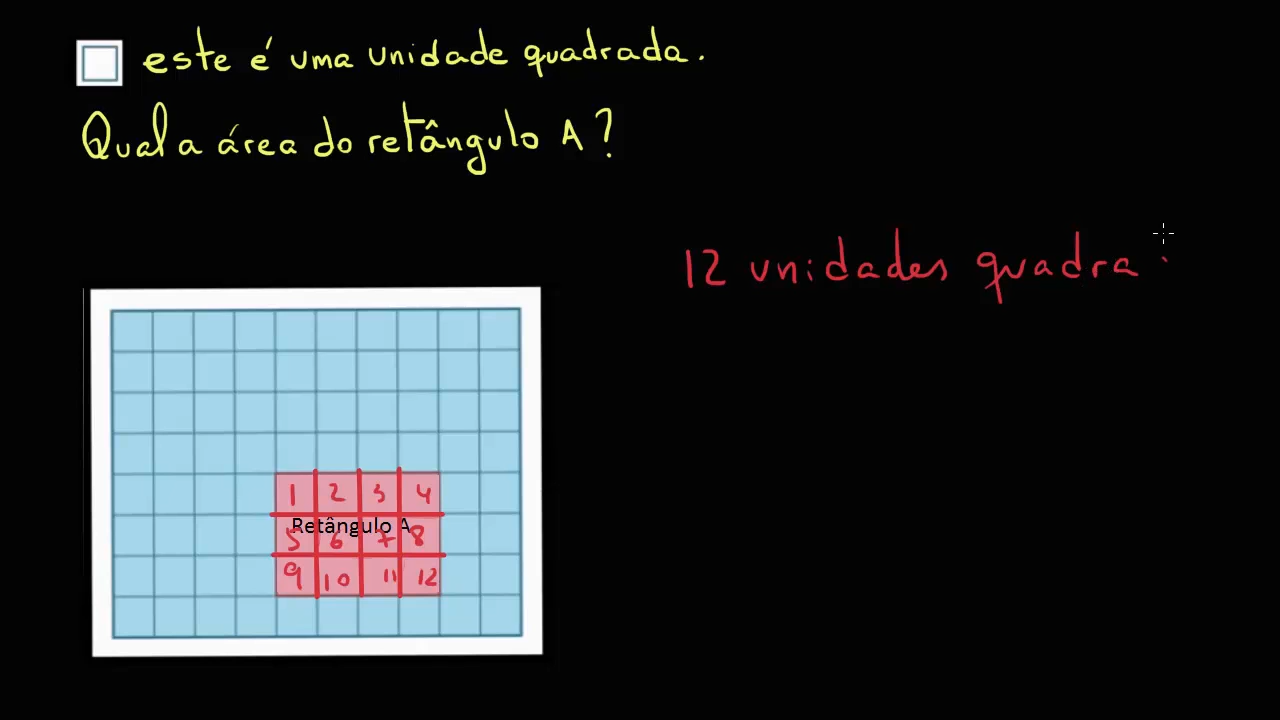 este é uma unidade quadrada.
Qual a área do retângulo A?
12 unidades quadra
1 2 3 4
Retângulo A
5 6 7 8
9 10 11 12